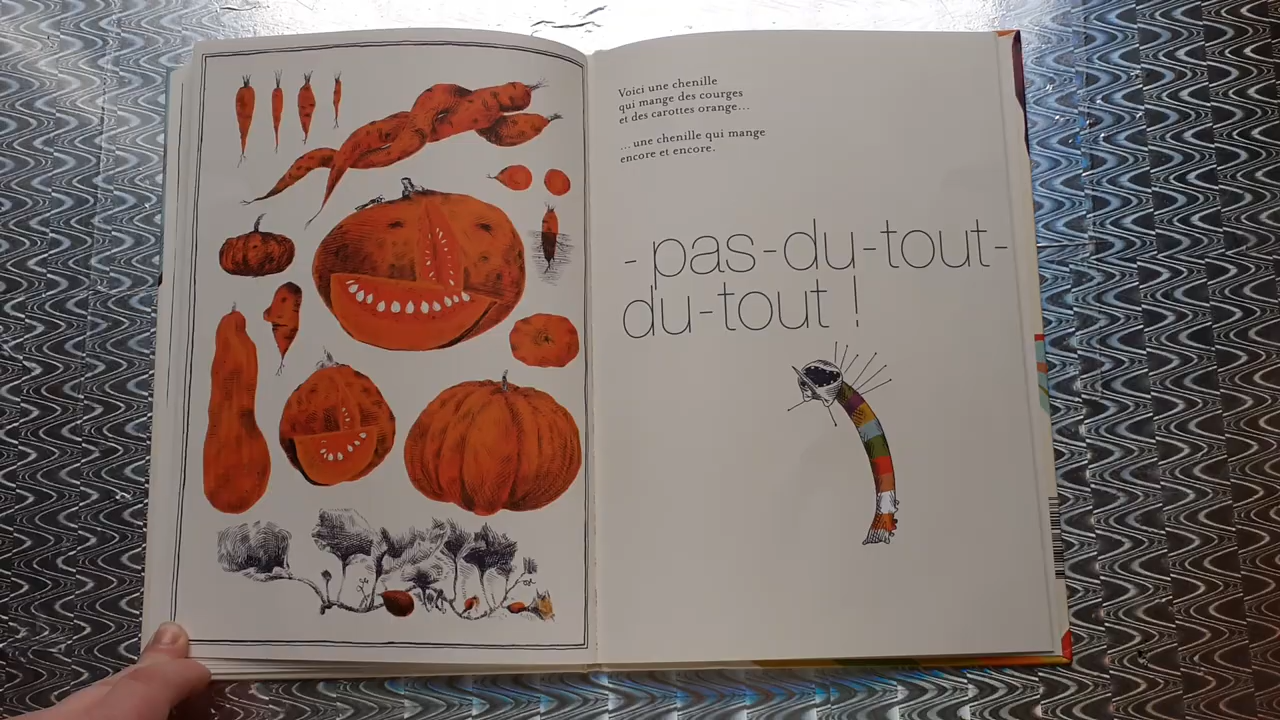 Voici une chenille
qui mange des courges
et des carottes orange...
...une chenille qui mange
encore et encore.
- pas-du-tout-
du-tout !